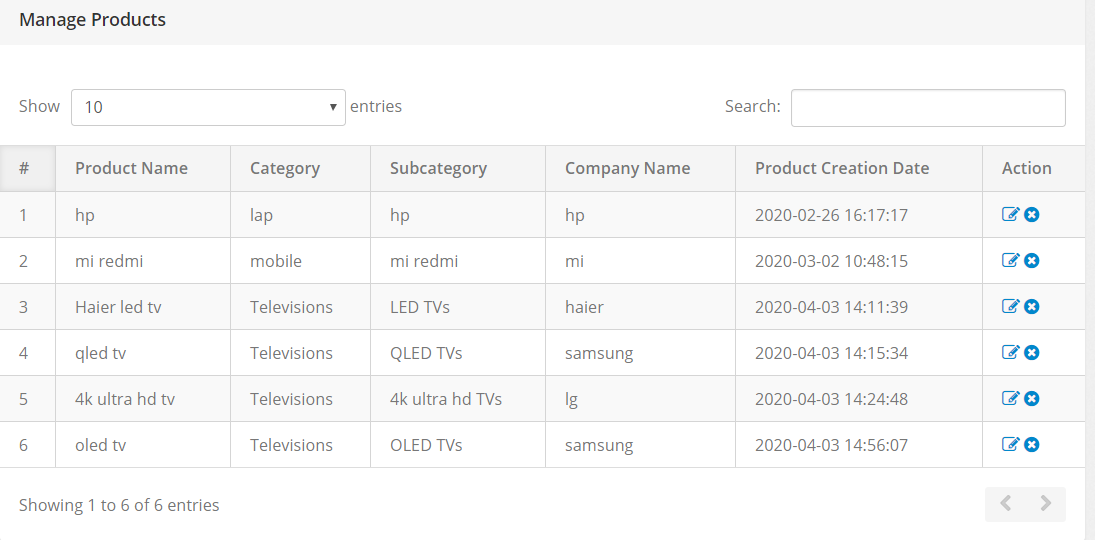 Manage Products
Show 10 entries Search:
# Product Name Category Subcategory Company Name Product Creation Date Action
1 hp lap hp hp 2020-02-26 16:17:17
2 mi redmi mobile mi redmi mi 2020-03-02 10:48:15
3 Haier led tv Televisions LED TVs haier 2020-04-03 14:11:39
4 qled tv Televisions QLED TVs samsung 2020-04-03 14:15:34
5 4k ultra hd tv Televisions 4k ultra hd TVs lg 2020-04-03 14:24:48
6 oled tv Televisions OLED TVs samsung 2020-04-03 14:56:07
Showing 1 to 6 of 6 entries